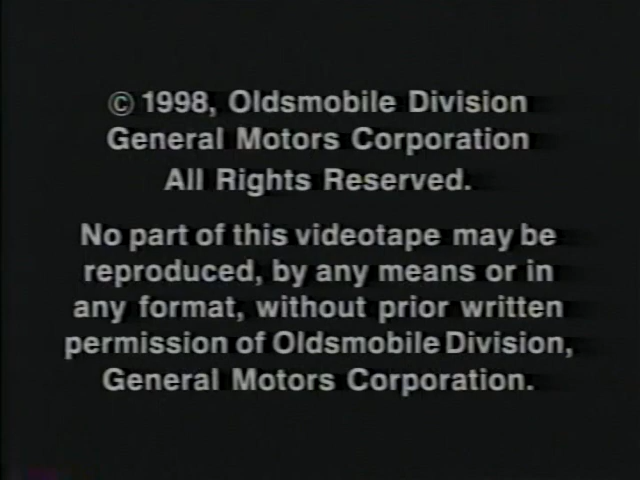 © 1998, Oldsmobile Division
General Motors Corporation
All Rights Reserved.
No part of this videotape may be
reproduced, by any means or in
any format, without prior written
permission of Oldsmobile Division,
General Motors Corporation.